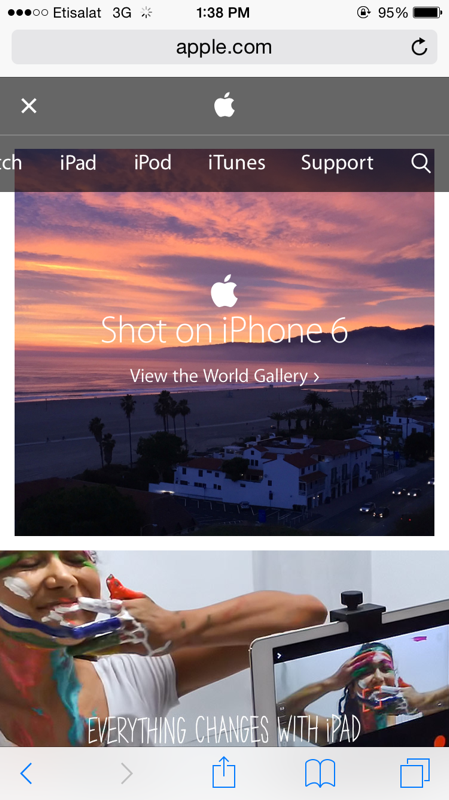 Etisalat 3G 1:38 PM 95%
apple.com
tch iPad iPod iTunes Support
Shot on iPhone 6
View the World Gallery ›
EVERYTHING CHANGES WITH iPAD